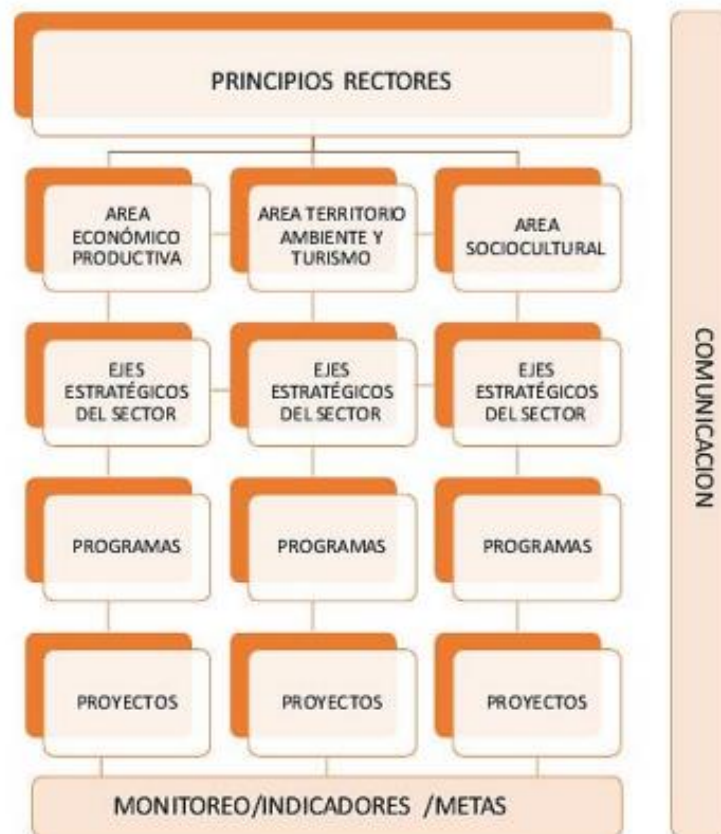 PRINCIPIOS RECTORES
AREA
ECONÓMICO
PRODUCTIVA
AREA TERRITORIO
AMBIENTE Y
TURISMO
AREA
SOCIOCULTURAL
EJES
ESTRATÉGICOS
DEL SECTOR
EJES
ESTRATÉGICOS
DEL SECTOR
EJES
ESTRATÉGICOS
DEL SECTOR
PROGRAMAS
PROGRAMAS
PROGRAMAS
PROYECTOS
PROYECTOS
PROYECTOS
MONITOREO/INDICADORES /METAS
COMUNICACION